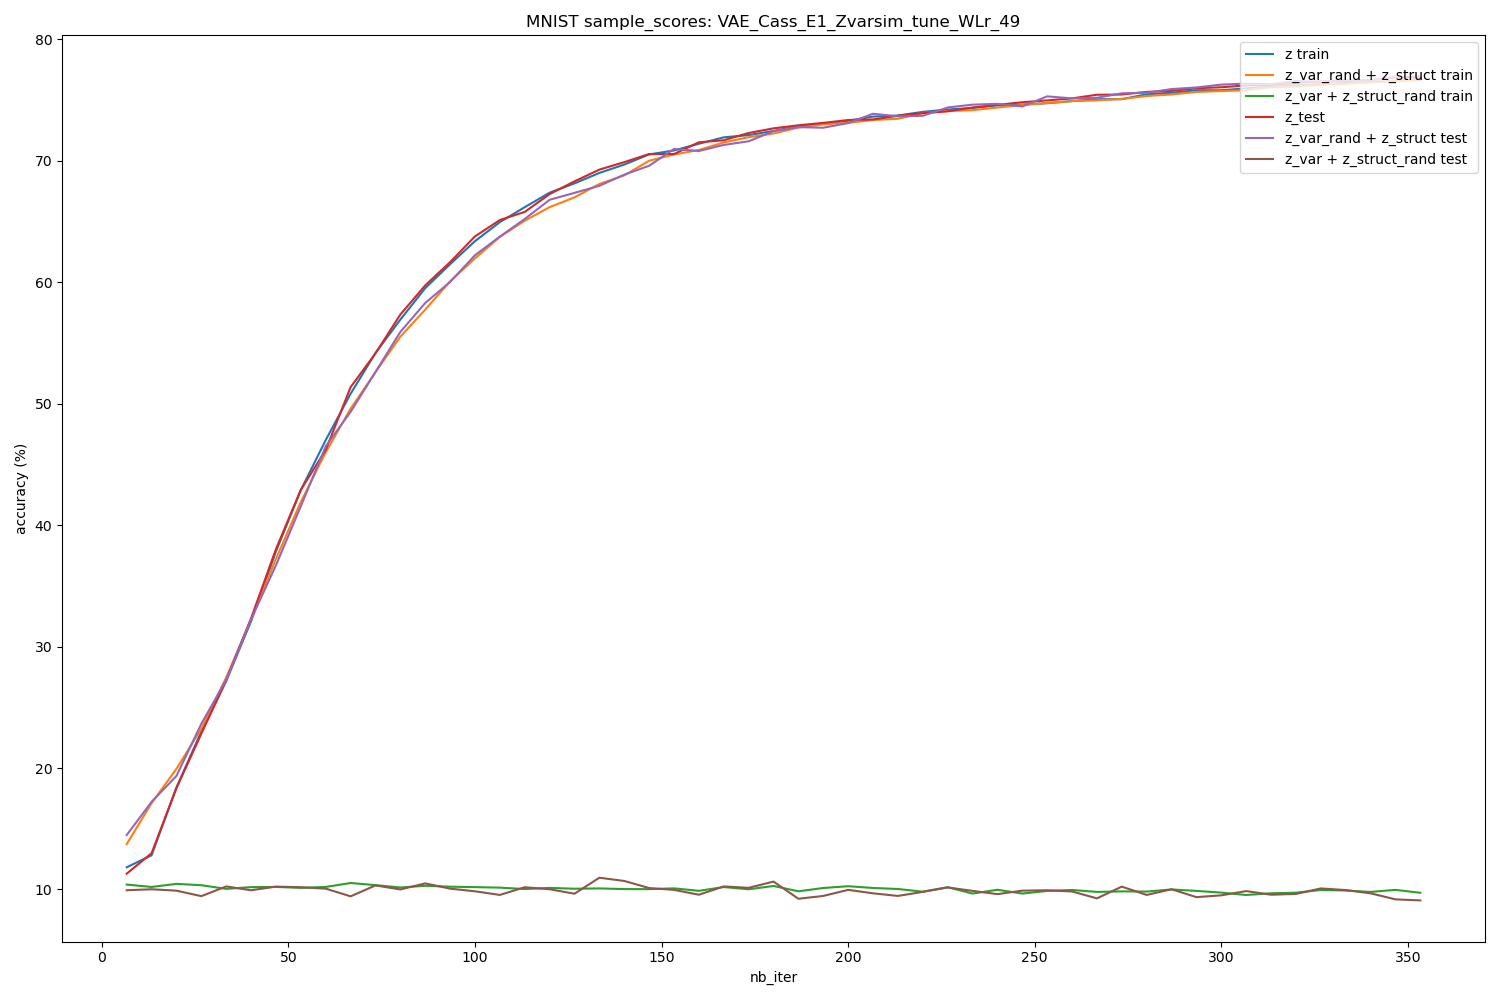 MNIST sample_scores: VAE_Cass_E1_Zvarsim_tune_WLr_49
80
70
60
50
40
30
20
10
accuracy (%)
z train
z_var_rand + z_struct train
z_var + z_struct_rand train
z_test
z_var_rand + z_struct test
z_var + z_struct_rand test
0 50 100 150 200 250 300 350
nb_iter